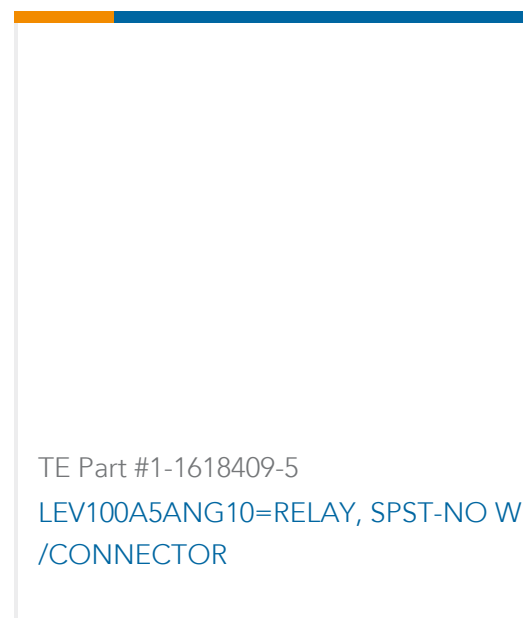 TE Part #1-1618409-5
LEV100A5ANG10=RELAY, SPST-NO W
/CONNECTOR